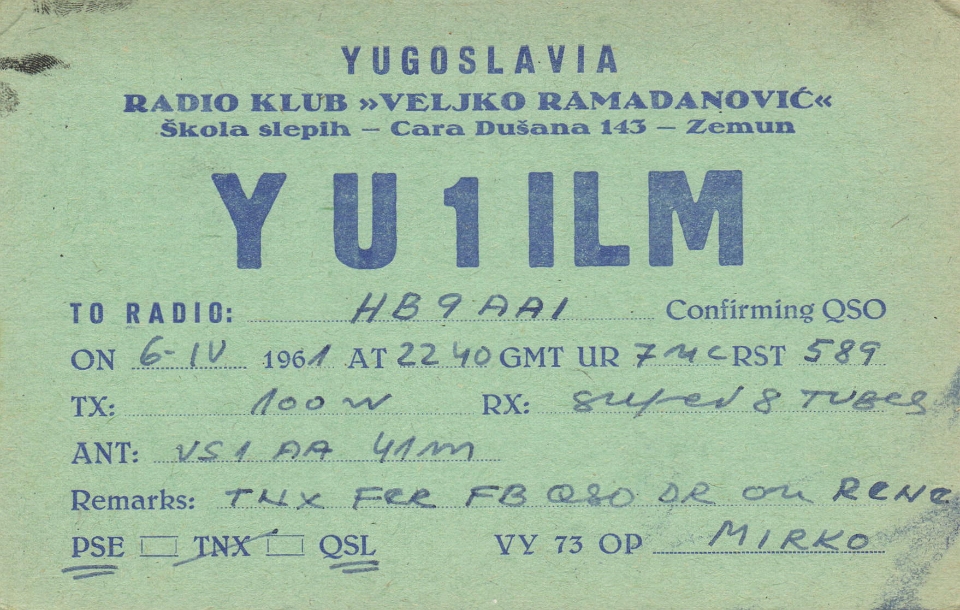 YUGOSLAVIA
RADIO KLUB »VELJKO RAMADANOVIĆ«
Škola slepih — Cara Dušana 143 — Zemun
YU1ILM
TO RADIO: HB9AAI Confirming QSO
ON 6-IV 1961 AT 2240 GMT UR 7 MC RST 589
TX: 100 W RX: super 8 TUBES
ANT: VS1AA 41m
Remarks: TNX FER FB QSO DR OM RENE
PSE TNX QSL VY 73 OP MIRKO